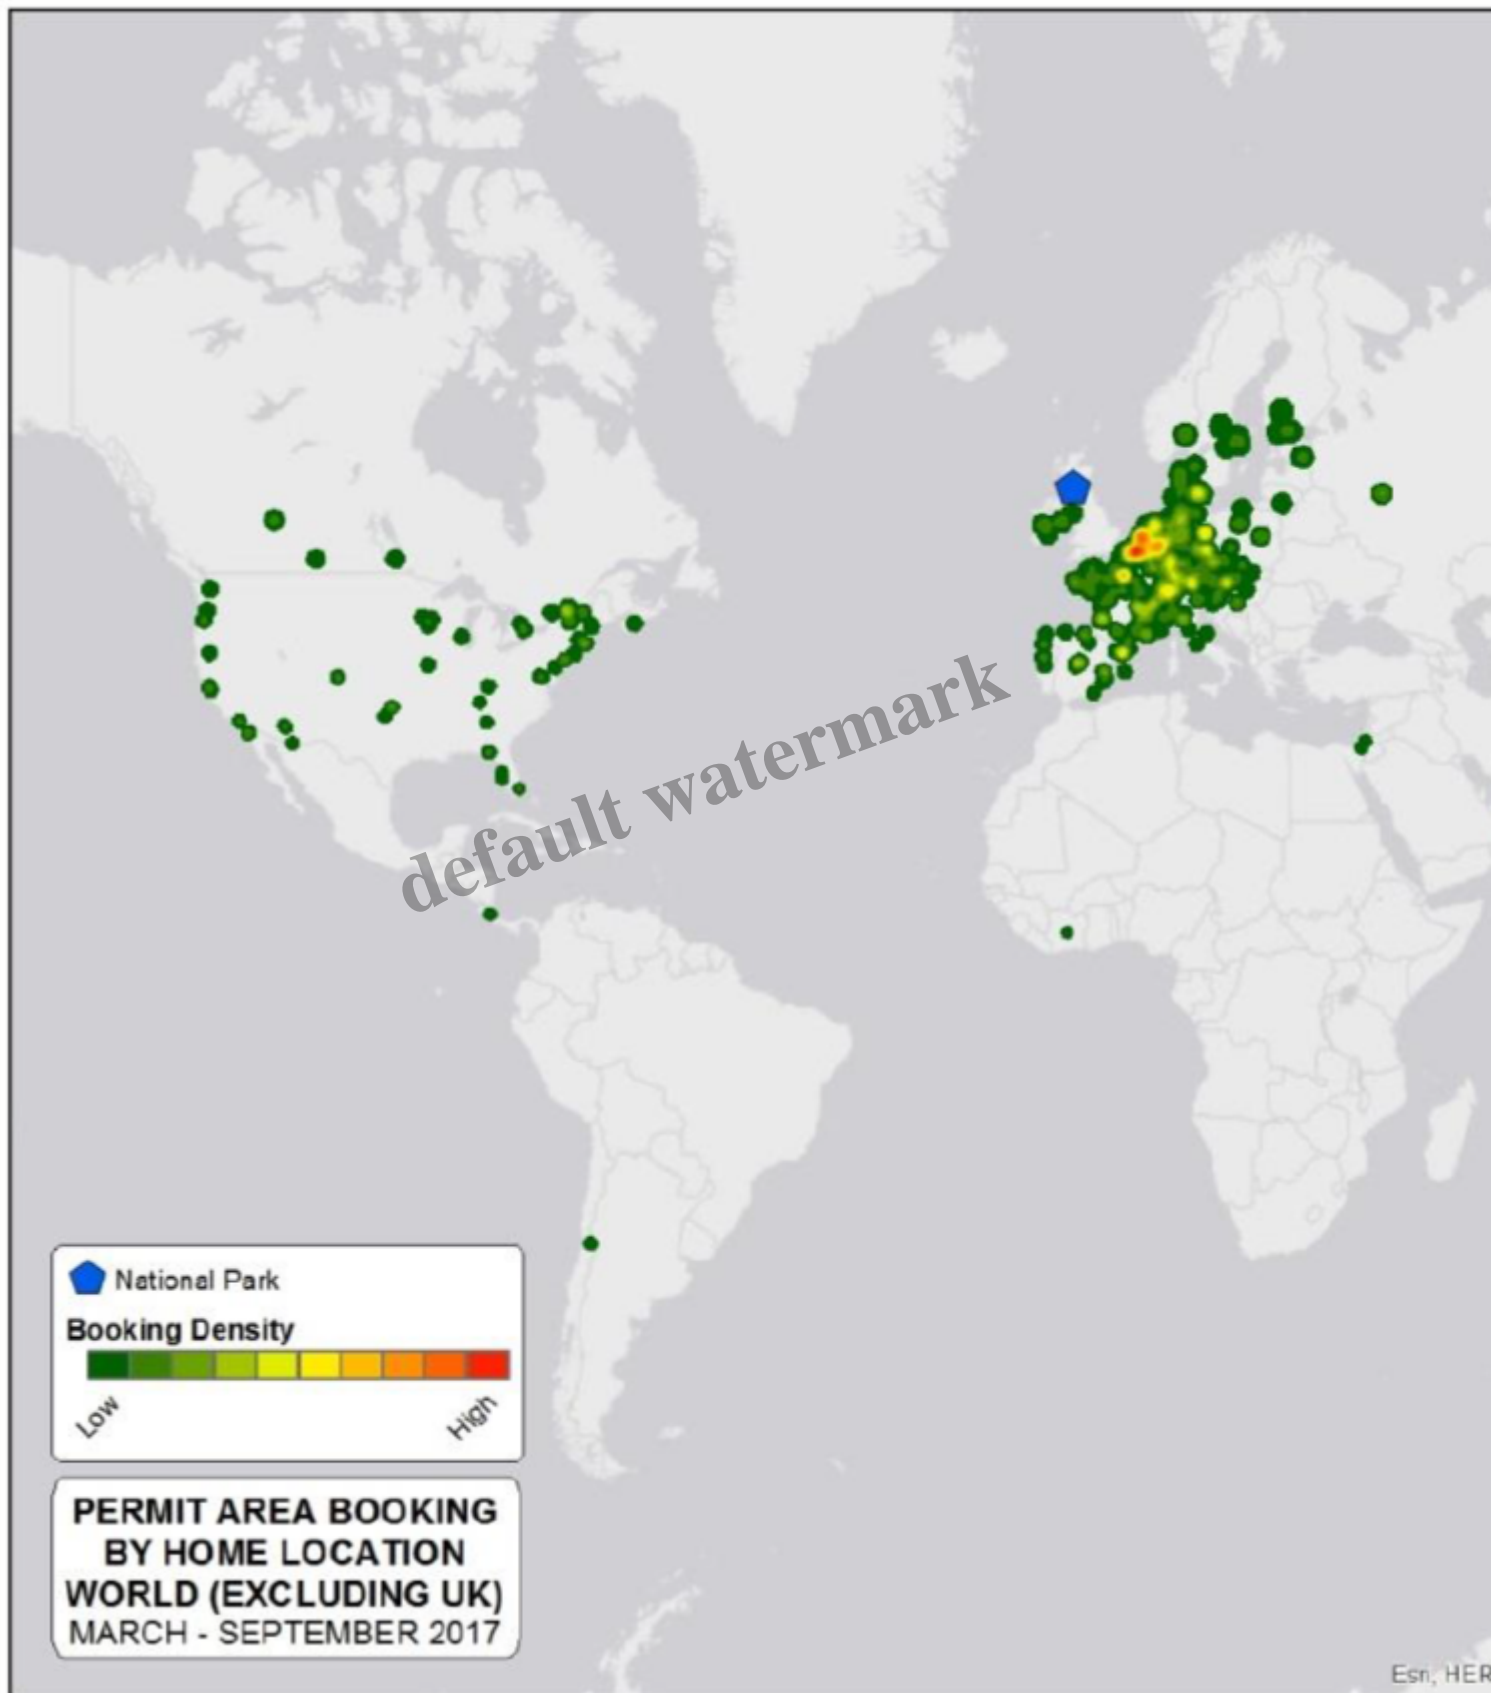 default watermark
National Park
Booking Density
Low
High
PERMIT AREA BOOKING
BY HOME LOCATION
WORLD (EXCLUDING UK)
MARCH - SEPTEMBER 2017
Esri, HER